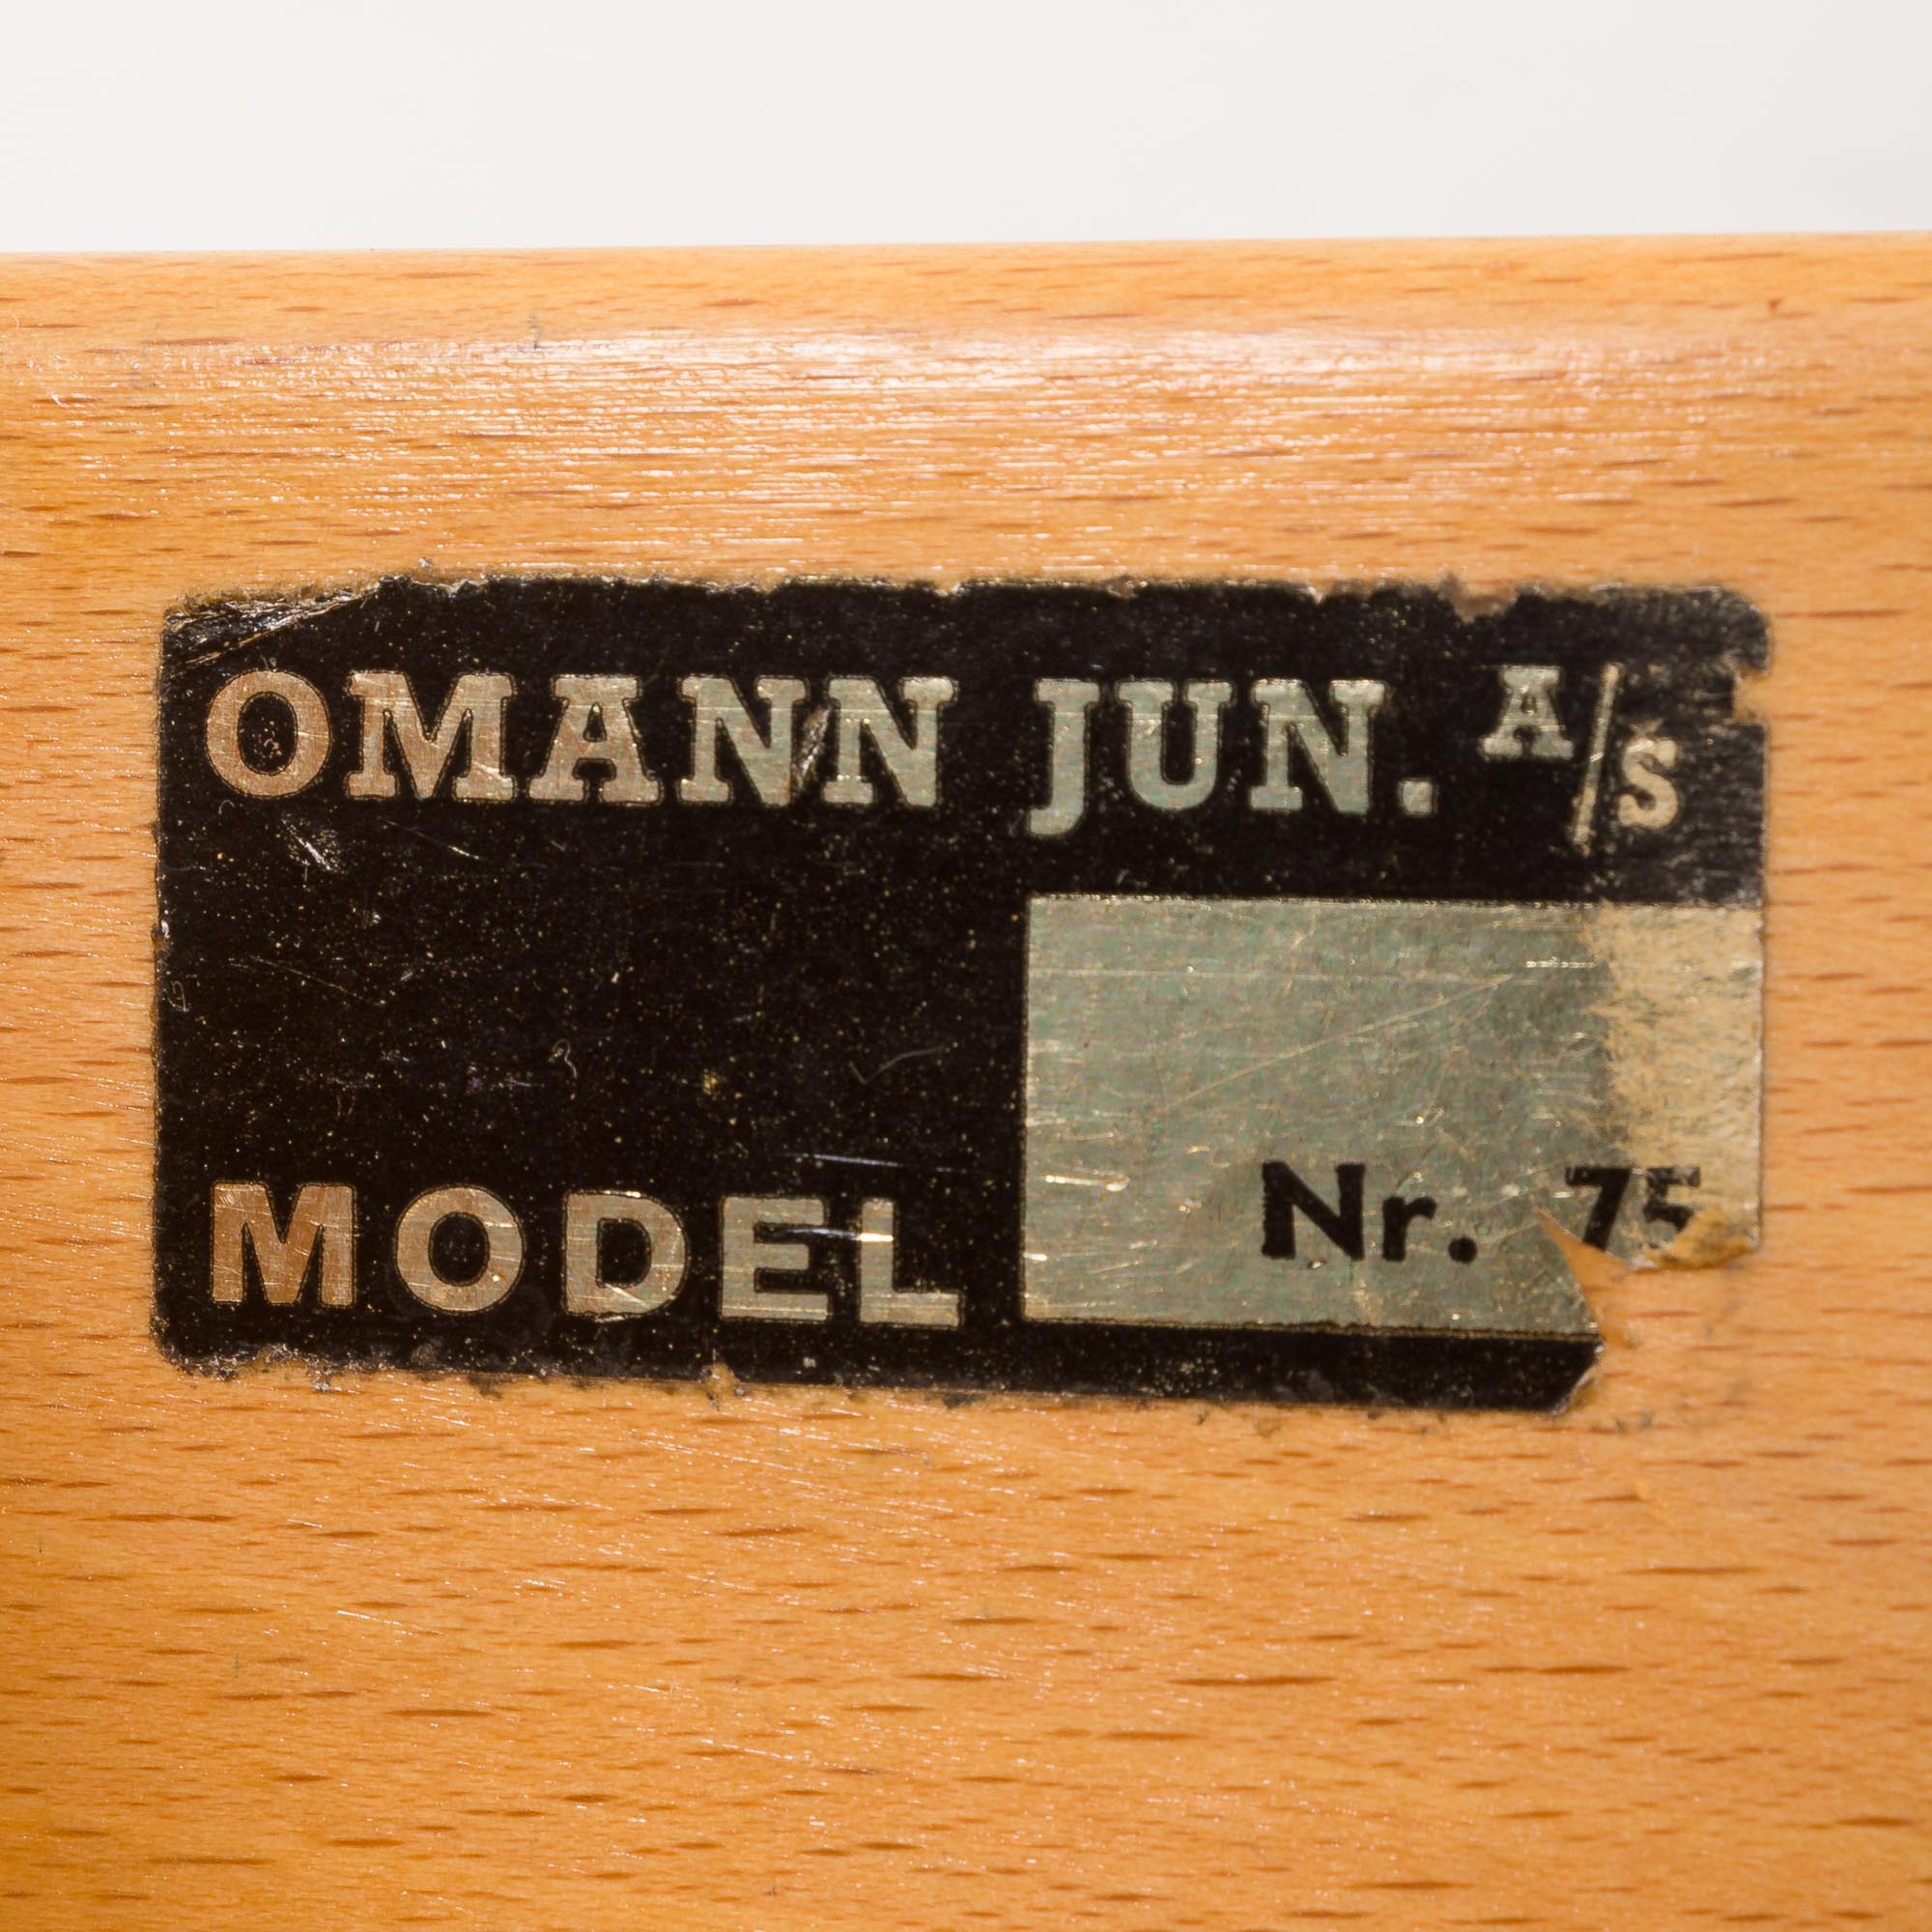 OMANN JUN. A/S
MODEL Nr. 75